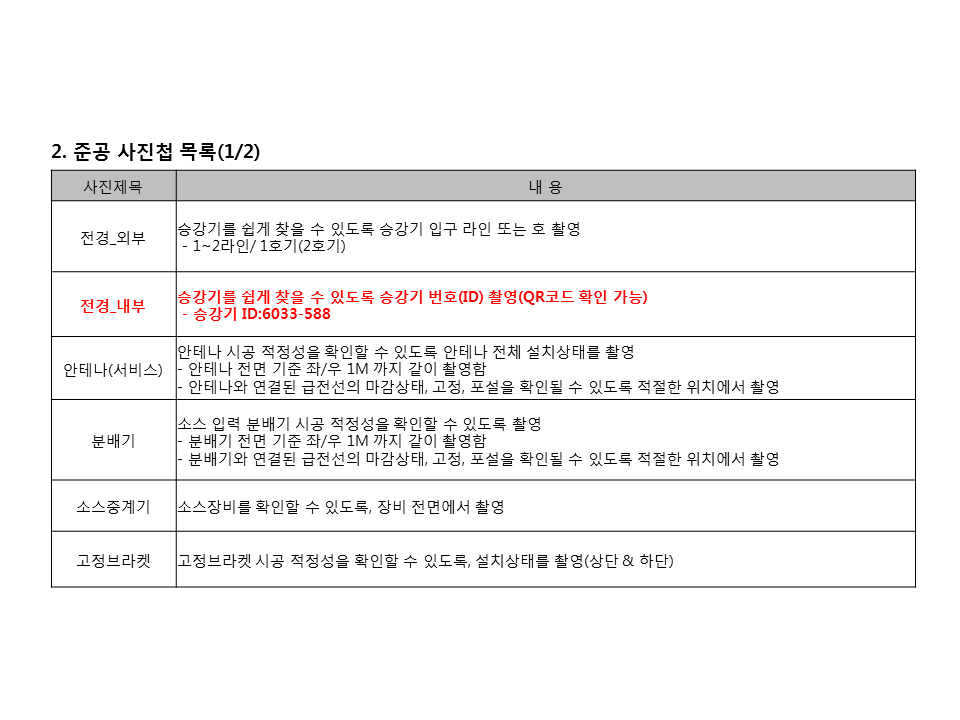 2. 준공 사진첩 목록(1/2)
사진제목 내 용
전경_외부
승강기를 쉽게 찾을 수 있도록 승강기 입구 라인 또는 호 촬영
- 1~2라인/ 1호기(2호기)
전경_내부
승강기를 쉽게 찾을 수 있도록 승강기 번호(ID) 촬영(QR코드 확인 가능)
- 승강기 ID:6033-588
안테나(서비스)
안테나 시공 적정성을 확인할 수 있도록 안테나 전체 설치상태를 촬영
- 안테나 전면 기준 좌/우 1M 까지 같이 촬영함
- 안테나와 연결된 급전선의 마감상태, 고정, 포설을 확인될 수 있도록 적절한 위치에서 촬영
분배기
소스 입력 분배기 시공 적정성을 확인할 수 있도록 촬영
- 분배기 전면 기준 좌/우 1M 까지 같이 촬영함
- 분배기와 연결된 급전선의 마감상태, 고정, 포설을 확인될 수 있도록 적절한 위치에서 촬영
소스중계기
소스장비를 확인할 수 있도록, 장비 전면에서 촬영
고정브라켓
고정브라켓 시공 적정성을 확인할 수 있도록, 설치상태를 촬영(상단 & 하단)